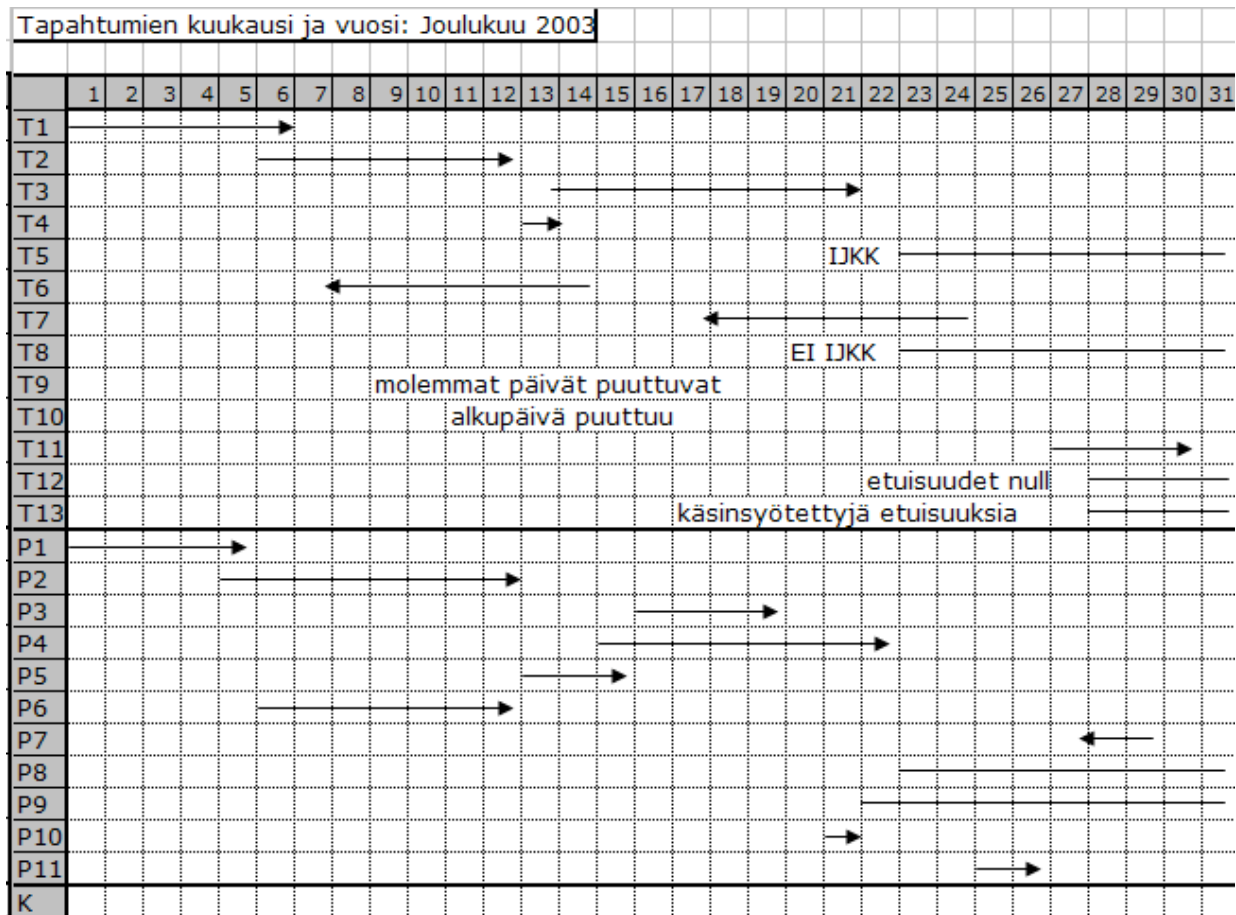 Tapahtumien kuukausi ja vuosi: Joulukuu 2003
1 2 3 4 5 6 7 8 9 10 11 12 13 14 15 16 17 18 19 20 21 22 23 24 25 26 27 28 29 30 31
T1
T2
T3
T4
T5 IJKK
T6
T7
T8 EI IJKK
T9 molemmat päivät puuttuvat
T10 alkupäivä puuttuu
T11
T12 etuisuudet null
T13 käsinsyötettyjä etuisuuksia
P1
P2
P3
P4
P5
P6
P7
P8
P9
P10
P11
K